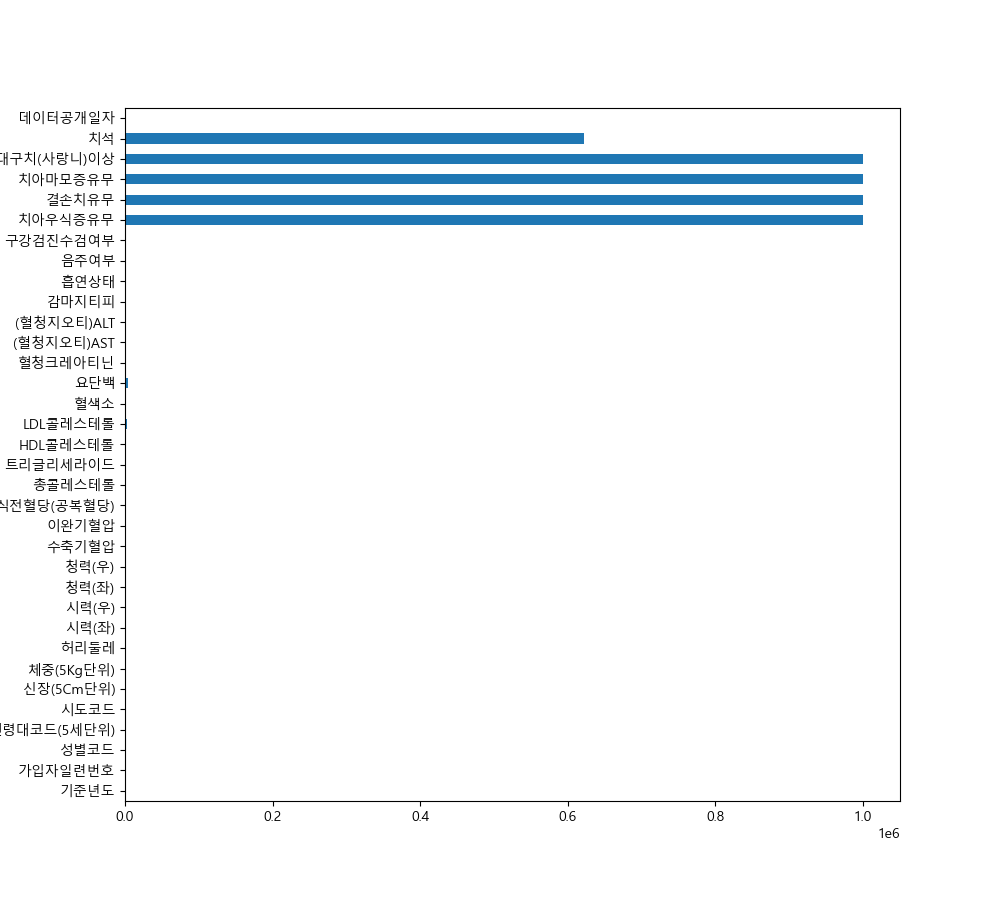 데이터공개일자
치석
대구치(사랑니)이상
치아마모증유무
결손치유무
치아우식증유무
구강검진수검여부
음주여부
흡연상태
감마지티피
(혈청지오티)ALT
(혈청지오티)AST
혈청크레아티닌
요단백
혈색소
LDL콜레스테롤
HDL콜레스테롤
트리글리세라이드
총콜레스테롤
식전혈당(공복혈당)
이완기혈압
수축기혈압
청력(우)
청력(좌)
시력(우)
시력(좌)
허리둘레
체중(5Kg단위)
신장(5Cm단위)
시도코드
령대코드(5세단위)
성별코드
가입자일련번호
기준년도
0.0 0.2 0.4 0.6 0.8 1.0
1e6